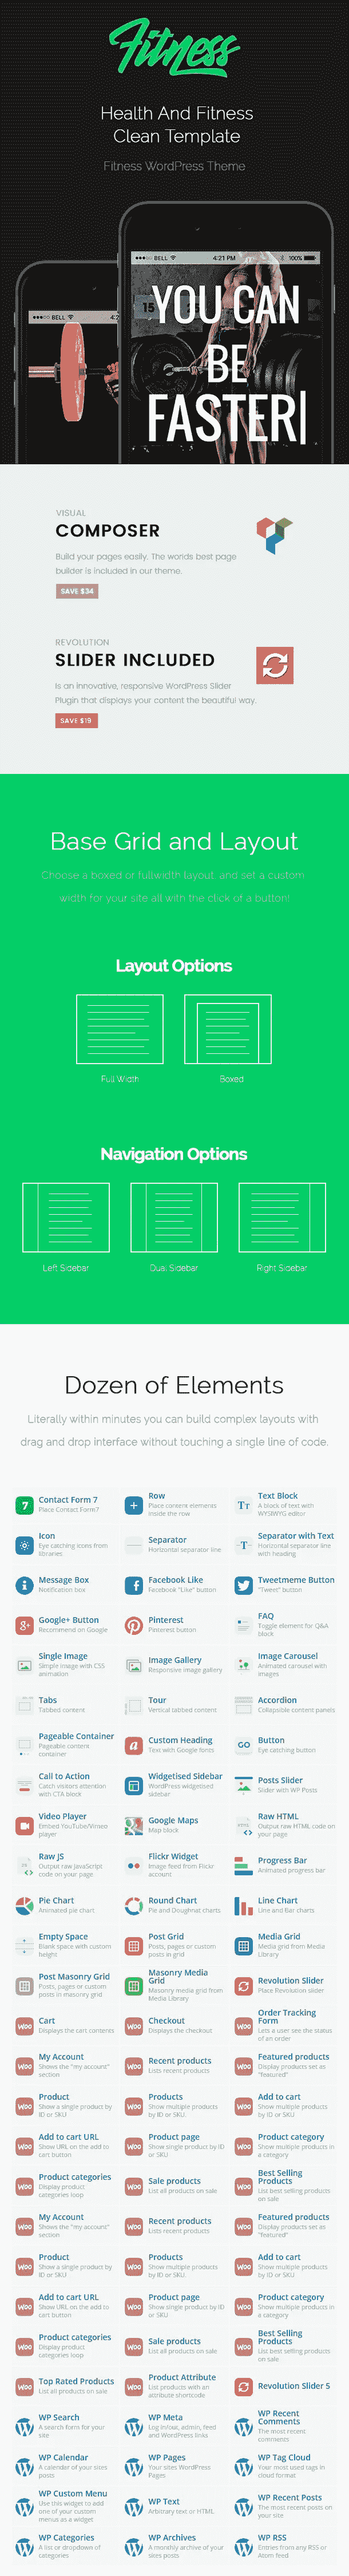 Fitness
Health And Fitness
Clean Template
Fitness WordPress Theme
BELL
4:21 PM
100%
BELL
4:2
15
YOU CAN
BE
FASTER
VISUAL
COMPOSER
Build your pages easily. The worlds best page
builder is included in our theme.
SAVE $34
REVOLUTION
SLIDER INCLUDED
Is an innovative, responsive WordPress Slider
Plugin that displays your content the beautiful way.
SAVE $19
Base Grid and Layout
Choose a boxed or fullwidth layout, and set a custom
width for your site all with the click of a button!
Layout Options
Full Width
Boxed
Navigation Options
Left Sidebar
Dual Sidebar
Right Sidebar
Dozen of Elements
Literally within minutes you can build complex layouts with
drag and drop interface without touching a single line of code.
Contact Form 7
Place Contact Form7
Row
Place content elements
inside the row
Text Block
A block of text with
WYSIWYG editor
Icon
Eye catching icons from
libraries
Separator
Horizontal separator line
Separator with Text
Horizontal separator line
with heading
Message Box
Notification box
Facebook Like
Facebook "Like" button
Tweetmeme Button
"Tweet" button
Google+ Button
Recommend on Google
Pinterest
Pinterest button
FAQ
Toggle element for Q&A
block
Single Image
Simple image with CSS
animation
Image Gallery
Responsive image gallery
Image Carousel
Animated carousel with
images
Tabs
Tabbed content
Tour
Vertical tabbed content
Accordion
Collapsible content panels
Pageable Container
Pageable content
container
Custom Heading
Text with Google fonts
GO
Button
Eye catching button
Call to Action
Catch visitors attention
with CTA block
Widgetised Sidebar
WordPress widgetised
sidebar
Posts Slider
Slider with WP Posts
Video Player
Embed YouTube/Vimeo
player
Google Maps
Map block
Raw HTML
Output raw HTML code on
your page
Raw JS
Output raw JavaScript
code on your page
Flickr Widget
Image feed from Flickr
account
Progress Bar
Animated progress bar
Pie Chart
Animated pie chart
Round Chart
Pie and Doughnat charts
Line Chart
Line and Bar charts
Empty Space
Blank space with custom
height
Post Grid
Posts, pages or custom
posts in grid
Media Grid
Media grid from Media
Library
Post Masonry Grid
Posts, pages or custom
posts in masonry grid
Masonry Media
Grid
Masonry media grid from
Media Library
Revolution Slider
Place Revolution slider
Cart
Displays the cart contents
Checkout
Displays the checkout
Order Tracking
Form
Lets a user see the status
of an order
My Account
Shows the "my account"
section
Recent products
Lists recent products
Featured products
Display products set as
"featured"
Product
Show a single product by
ID or SKU
Products
Show multiple products
by ID or SKU
Add to cart
Show multiple products
by ID or SKU
Add to cart URL
Show URL on the add to
cart button
Product page
Show single product by ID
or SKU
Product category
Show multiple products in
a category
Product categories
Display product
categories loop
Sale products
List all products on sale
Best Selling
Products
List best selling products
on sale
My Account
Shows the "my account"
section
Recent products
Lists recent products
Featured products
Display products set as
"featured"
Product
Show a single product by
ID or SKU
Products
Show multiple products
by ID or SKU
Add to cart
Show multiple products
by ID or SKU
Add to cart URL
Show URL on the add to
cart button
Product page
Show single product by ID
or SKU
Product category
Show multiple products in
a category
Product categories
Display product
categories loop
Sale products
List all products on sale
Best Selling
Products
List best selling products
on sale
Top Rated Products
List all products on sale
Product Attribute
List products with an
attribute shortcode
Revolution Slider 5
WP Search
A search form for your
site
WP Meta
Log in/out, admin, feed
and WordPress links
WP Recent
Comments
The most recent
comments
WP Calendar
A calendar of your sites
posts
WP Pages
Your sites WordPress
Pages
WP Tag Cloud
Your most used tags in
cloud format
WP Custom Menu
Use this widget to add
one of your custom
menus as a widget
WP Text
Arbitrary text or HTML
WP Recent Posts
The most recent posts on
your site
WP Categories
A list or dropdown of
categories
WP Archives
A monthly archive of your
sites posts
WP RSS
Entries from any RSS or
Atom feed